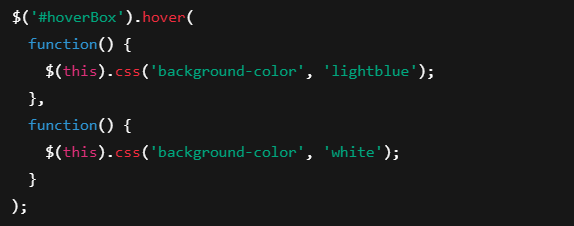 $('#hoverBox').hover(
  function() {
    $(this).css('background-color', 'lightblue');
  },
  function() {
    $(this).css('background-color', 'white');
  }
);